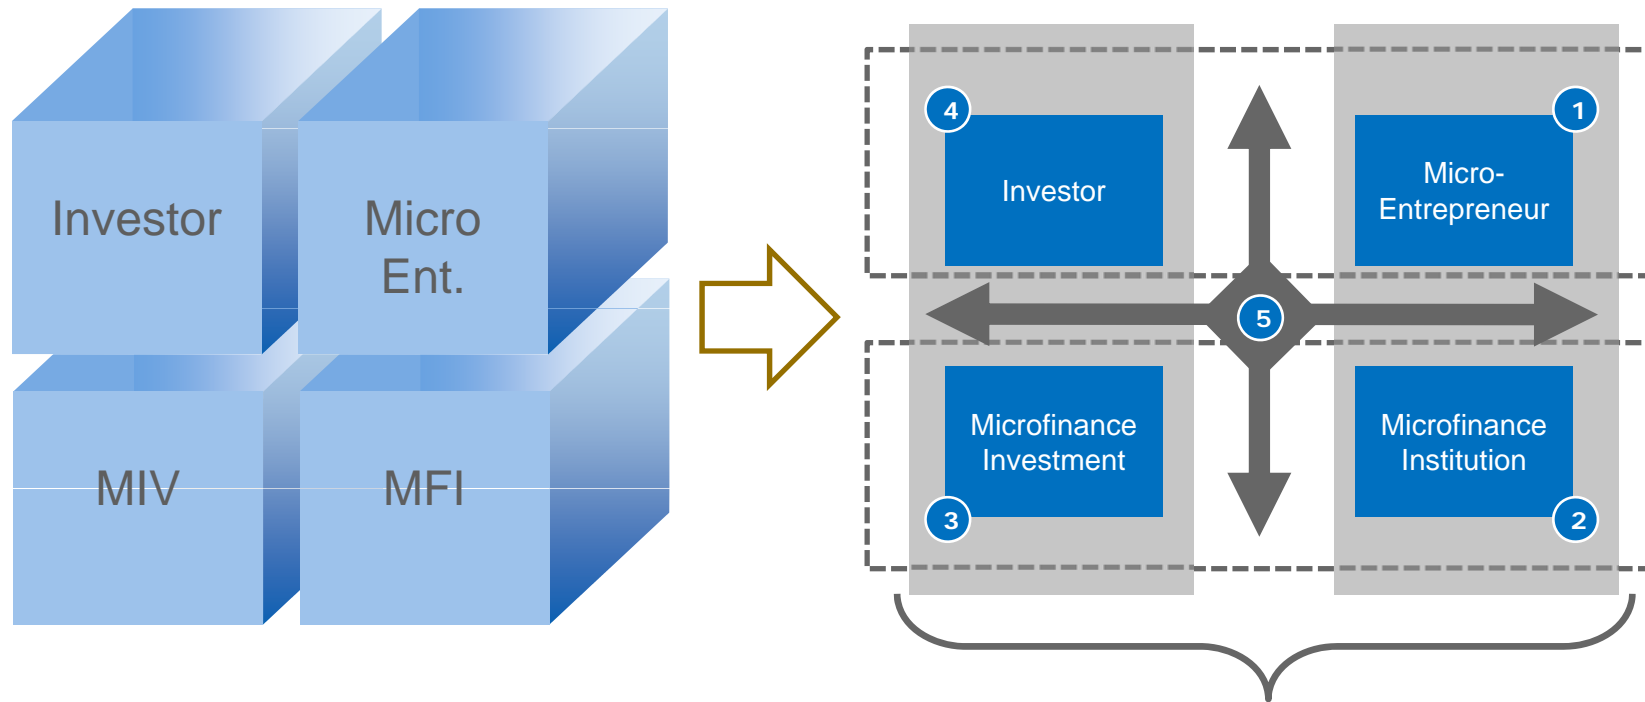 Investor
Micro
Ent.
MIV
MFI
4
1
Investor
Micro-
Entrepreneur
5
Microfinance
Investment
Microfinance
Institution
3
2